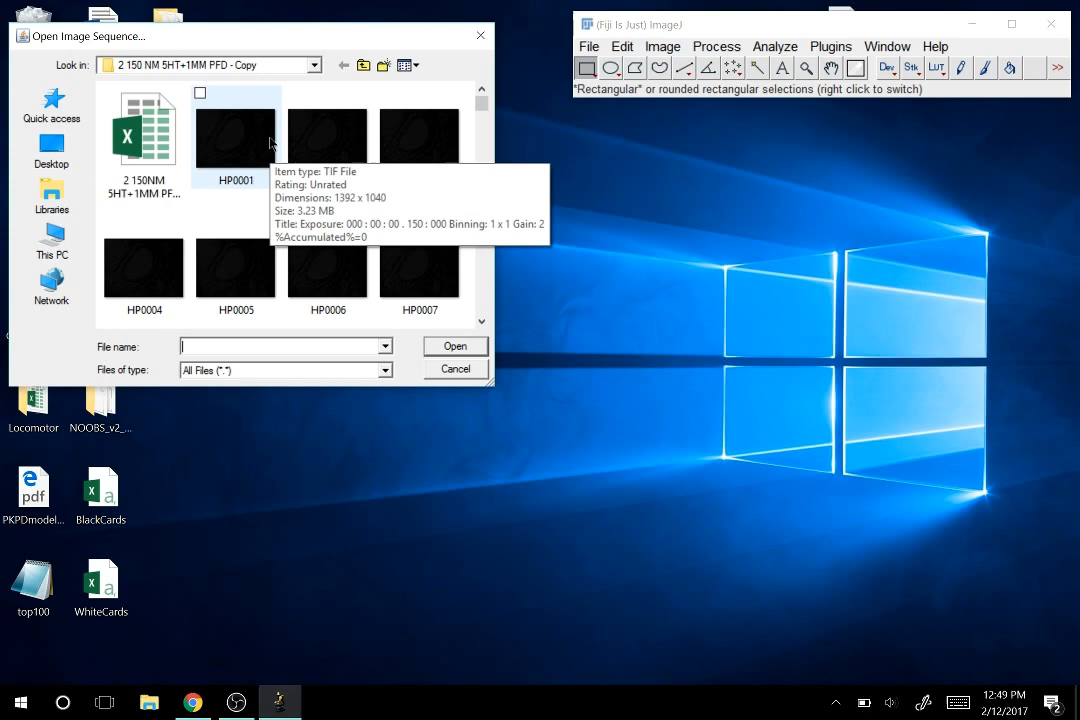 Open Image Sequence...
Look in:
2 150 NM 5HT+1MM PFD - Copy
Quick access
Desktop
Libraries
This PC
Network
2 150NM
5HT+1MM PF...
HP0001
Item type: TIF File
Rating: Unrated
Dimensions: 1392 x 1040
Size: 3.23 MB
Title: Exposure: 000 : 00 : 00 . 150 : 000 Binning: 1 x 1 Gain: 2
%Accumulated%=0
HP0004
HP0005
HP0006
HP0007
File name:
Open
Files of type:
All Files (*.*)
Cancel
(Fiji Is Just) ImageJ
File Edit Image Process Analyze Plugins Window Help
A Dev Stk LUT >>
*Rectangular* or rounded rectangular selections (right click to switch)
Locomotor
NOOBS_v2_...
pdf
PKPDmodel...
BlackCards
top100
WhiteCards
12:49 PM
2/12/2017
2